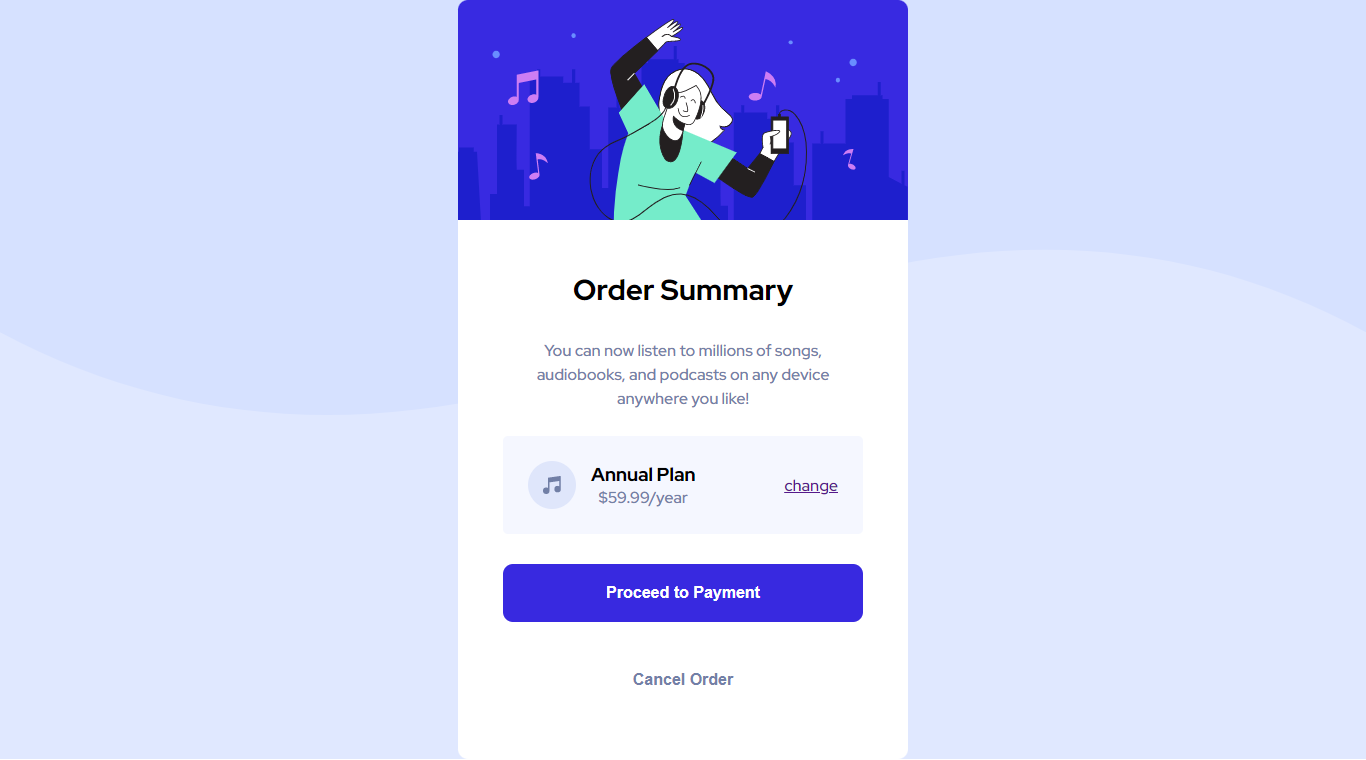 Order Summary
You can now listen to millions of songs,
audiobooks, and podcasts on any device
anywhere you like!
Annual Plan
$59.99/year
change
Proceed to Payment
Cancel Order